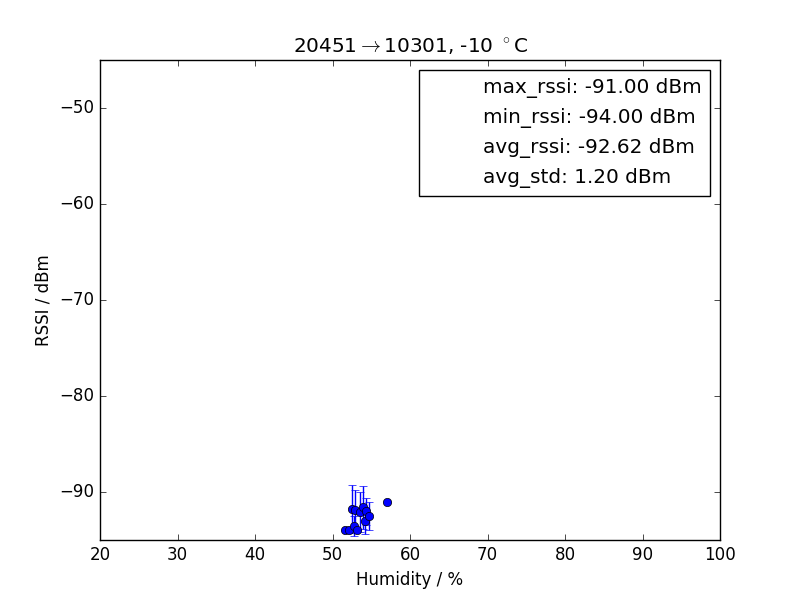 20451→10301, -10 °C
max_rssi: -91.00 dBm
min_rssi: -94.00 dBm
avg_rssi: -92.62 dBm
avg_std: 1.20 dBm
RSSI / dBm
−50
−60
−70
−80
−90
20 30 40 50 60 70 80 90 100
Humidity / %